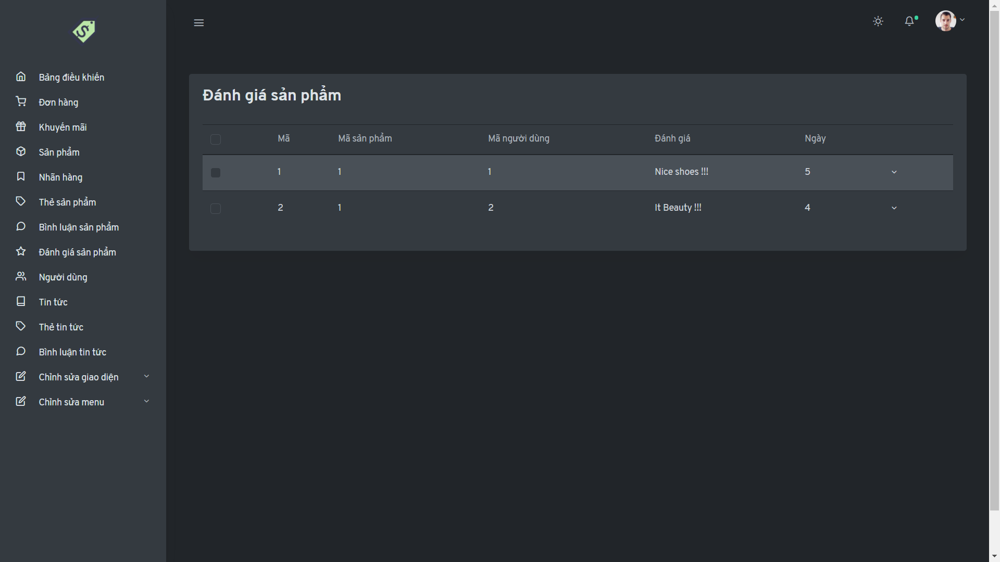 Bảng điều khiển
Đơn hàng
Khuyến mãi
Sản phẩm
Nhãn hàng
Thẻ sản phẩm
Bình luận sản phẩm
Đánh giá sản phẩm
Người dùng
Tin tức
Thẻ tin tức
Bình luận tin tức
Chỉnh sửa giao diện
Chỉnh sửa menu
Đánh giá sản phẩm
Mã Mã sản phẩm Mã người dùng Đánh giá Ngày
1 1 1 Nice shoes !!! 5
2 1 2 It Beauty !!! 4